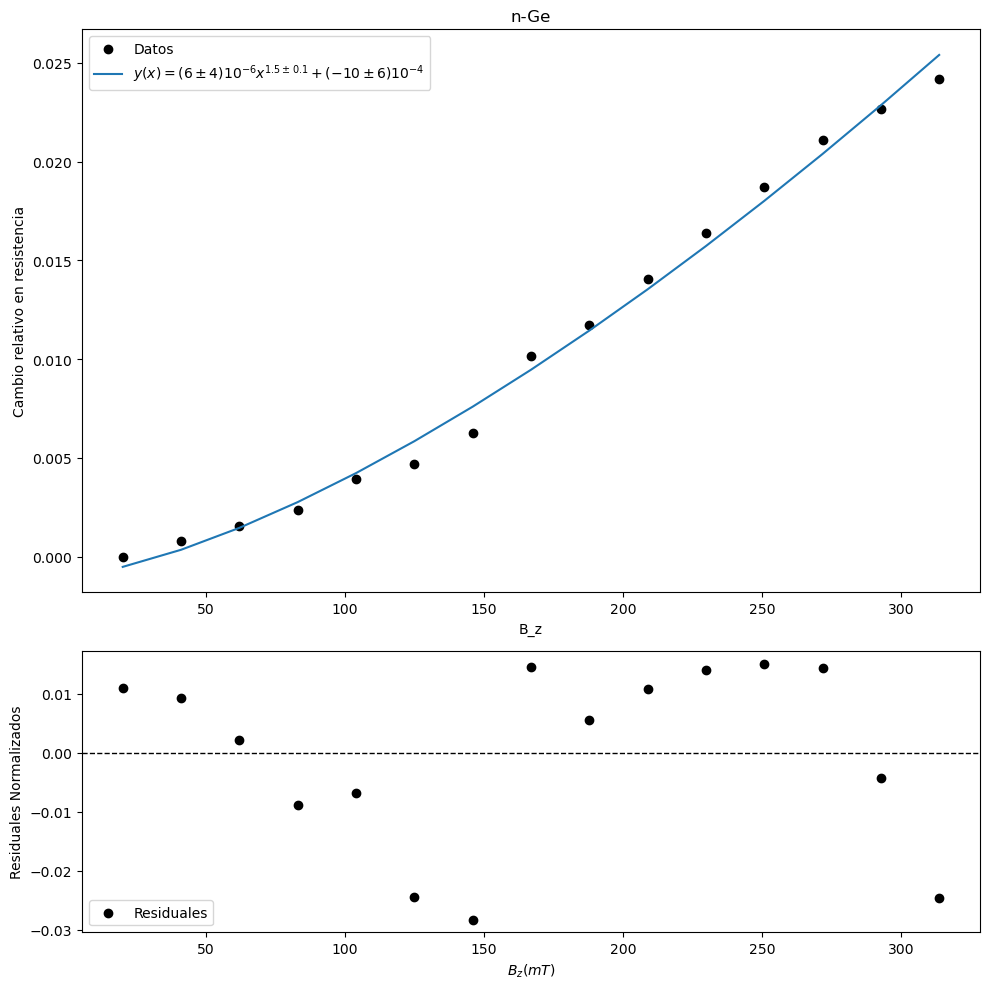 n-Ge
Datos
y(x) = (6 ± 4)10^{-6}x^{1.5 ± 0.1} + (−10 ± 6)10^{-4}
Cambio relativo en resistencia
0.025
0.020
0.015
0.010
0.005
0.000
50 100 150 200 250 300
B_z
Residuales Normalizados
0.01
0.00
−0.01
−0.02
−0.03
Residuales
50 100 150 200 250 300
B_z(mT)